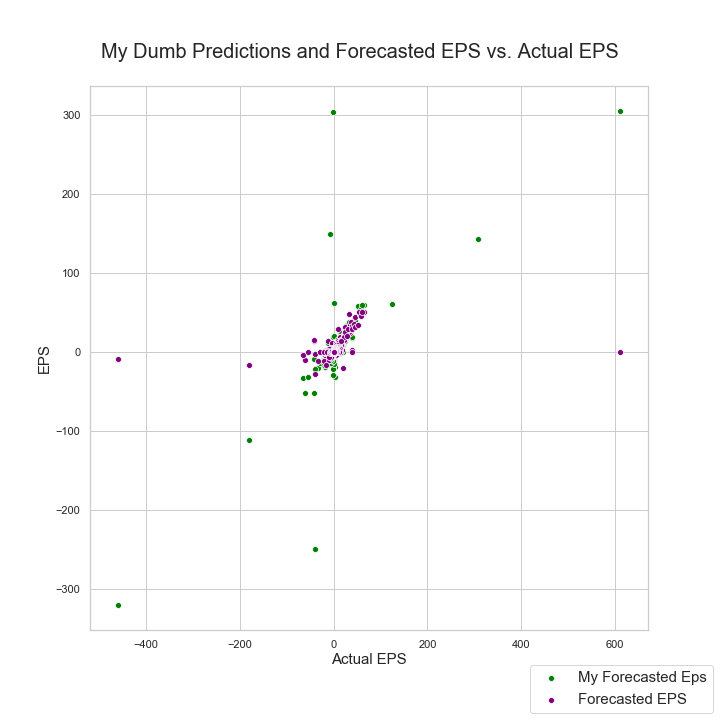 My Dumb Predictions and Forecasted EPS vs. Actual EPS
300
200
100
0
−100
−200
−300
EPS
−400 −200 0 200 400 600
Actual EPS
My Forecasted Eps
Forecasted EPS